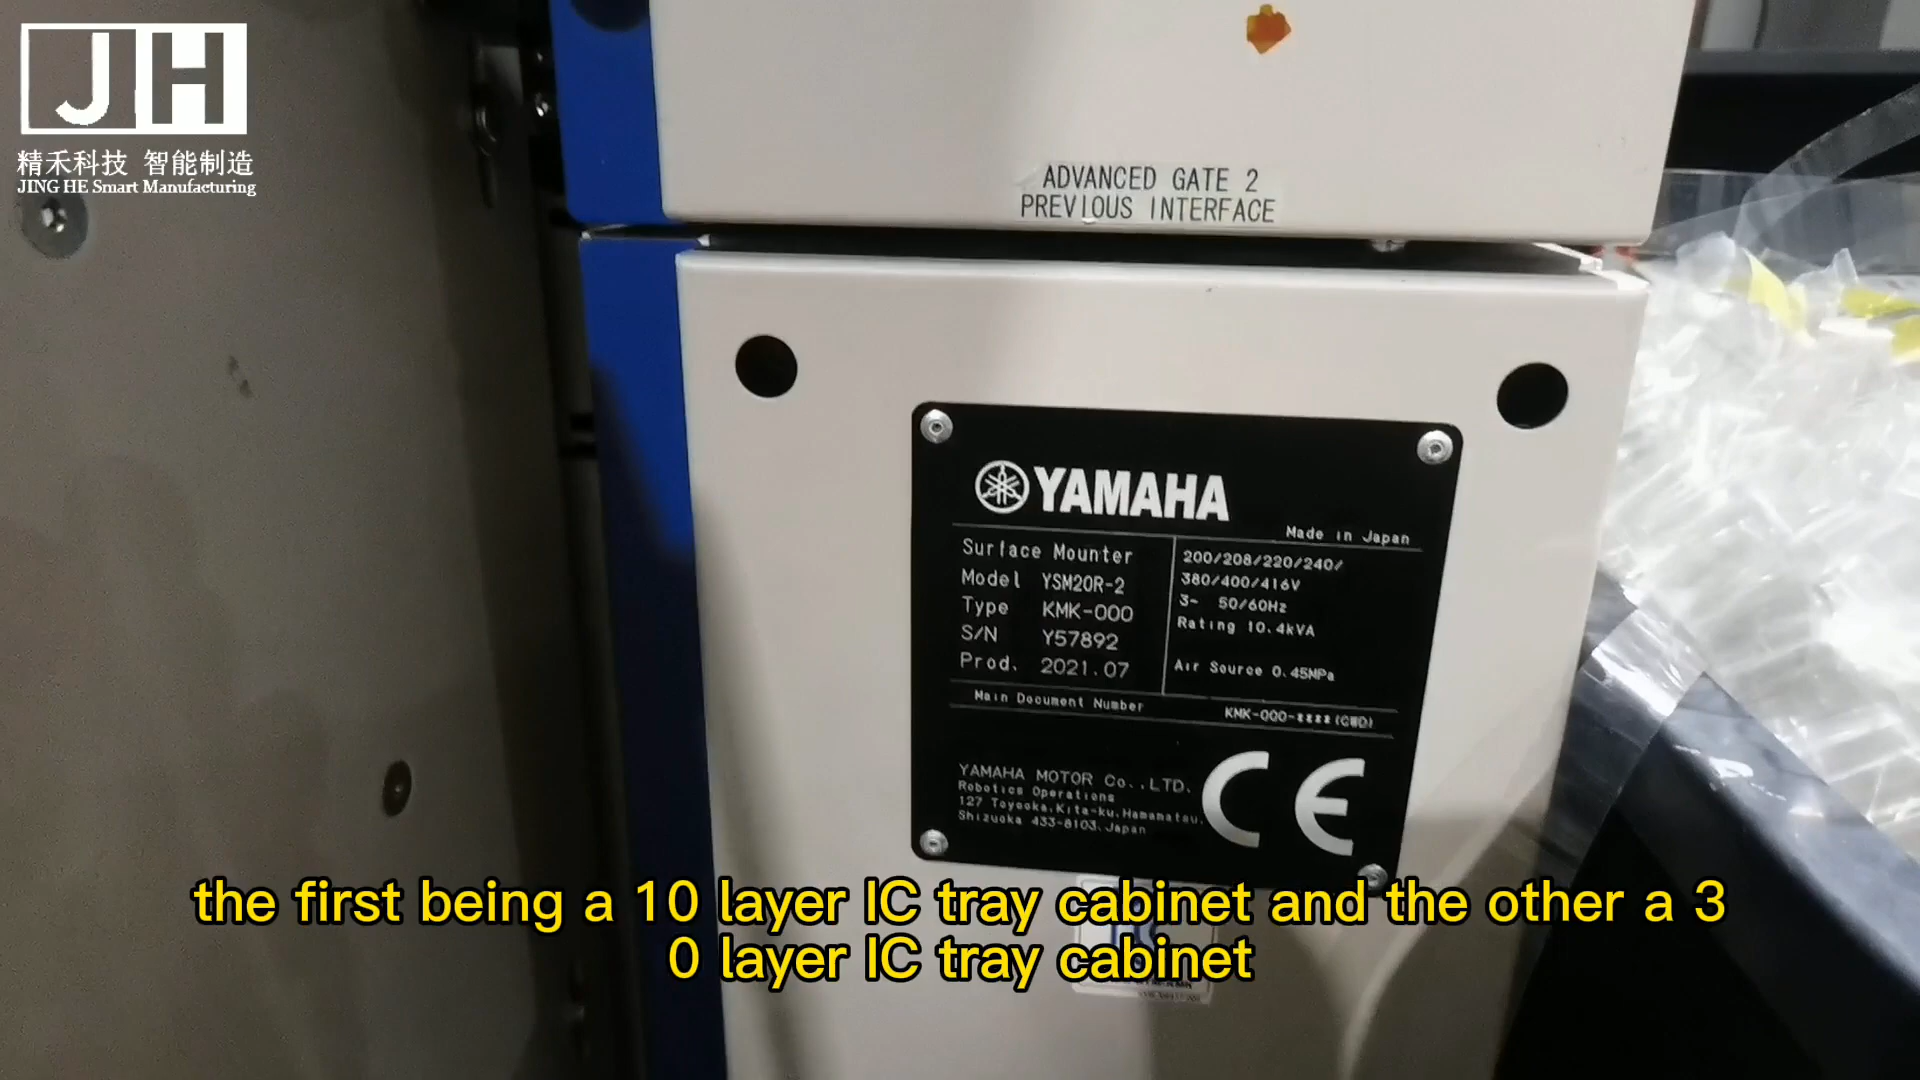 JH
精禾科技 智能制造
JING HE Smart Manufacturing
ADVANCED GATE 2
PREVIOUS INTERFACE
YAMAHA
Made in Japan
Surface Mounter
Model YSM20R-2
Type KMK-000
S/N Y57892
Prod. 2021.07
200/208/220/240/
380/400/416V
3~ 50/60Hz
Rating 10.4kVA
Air Source 0.45MPa
Main Document Number KMK-000-****(CWD)
YAMAHA MOTOR Co.,LTD.
Robotics Operations
127 Toyooka,Kita-ku,Hamamatsu,
Shizuoka 433-8103,Japan
CE
the first being a 10 layer IC tray cabinet and the other a 3
0 layer IC tray cabinet